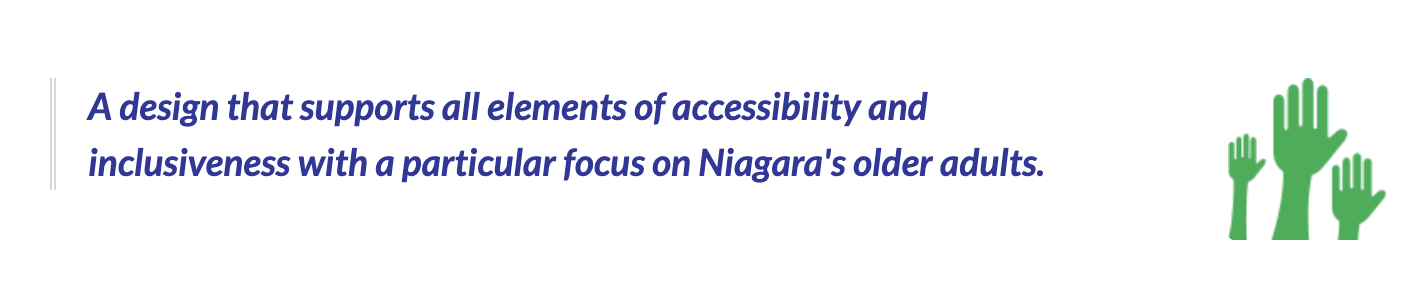 A design that supports all elements of accessibility and
inclusiveness with a particular focus on Niagara's older adults.